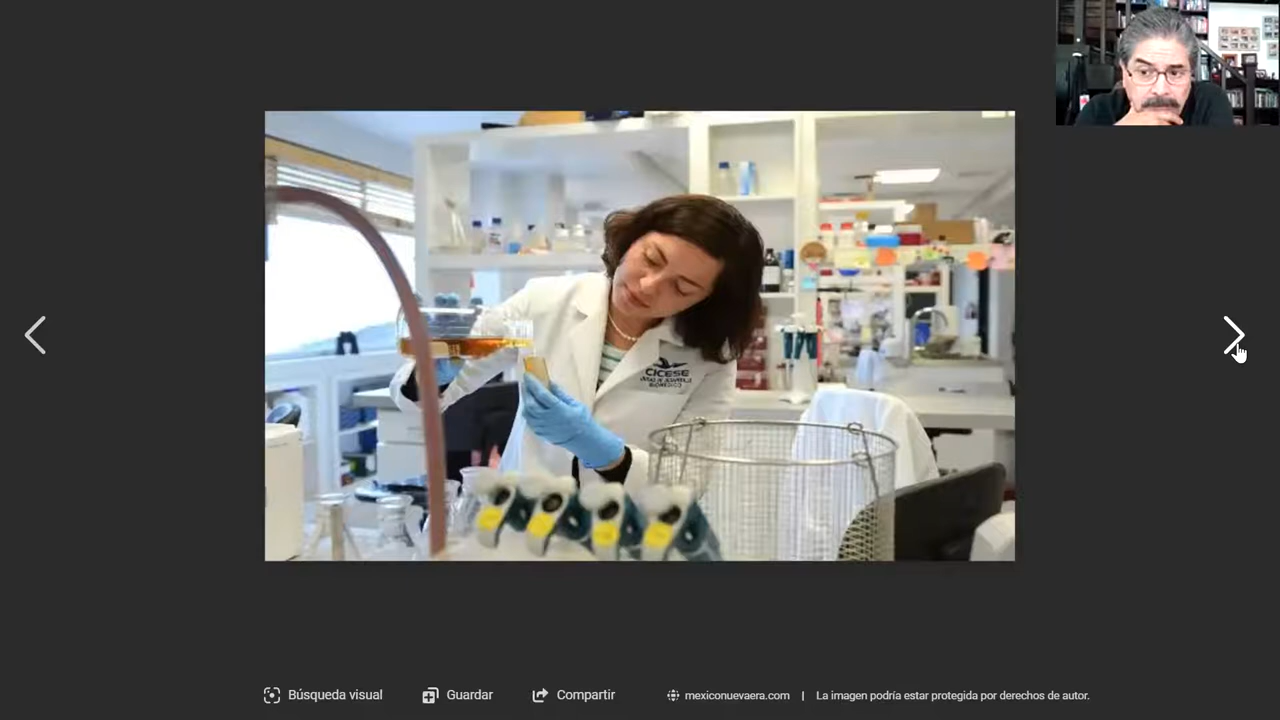 CICESE
Búsqueda visual
Guardar
Compartir
mexiconuevaera.com | La imagen podría estar protegida por derechos de autor.